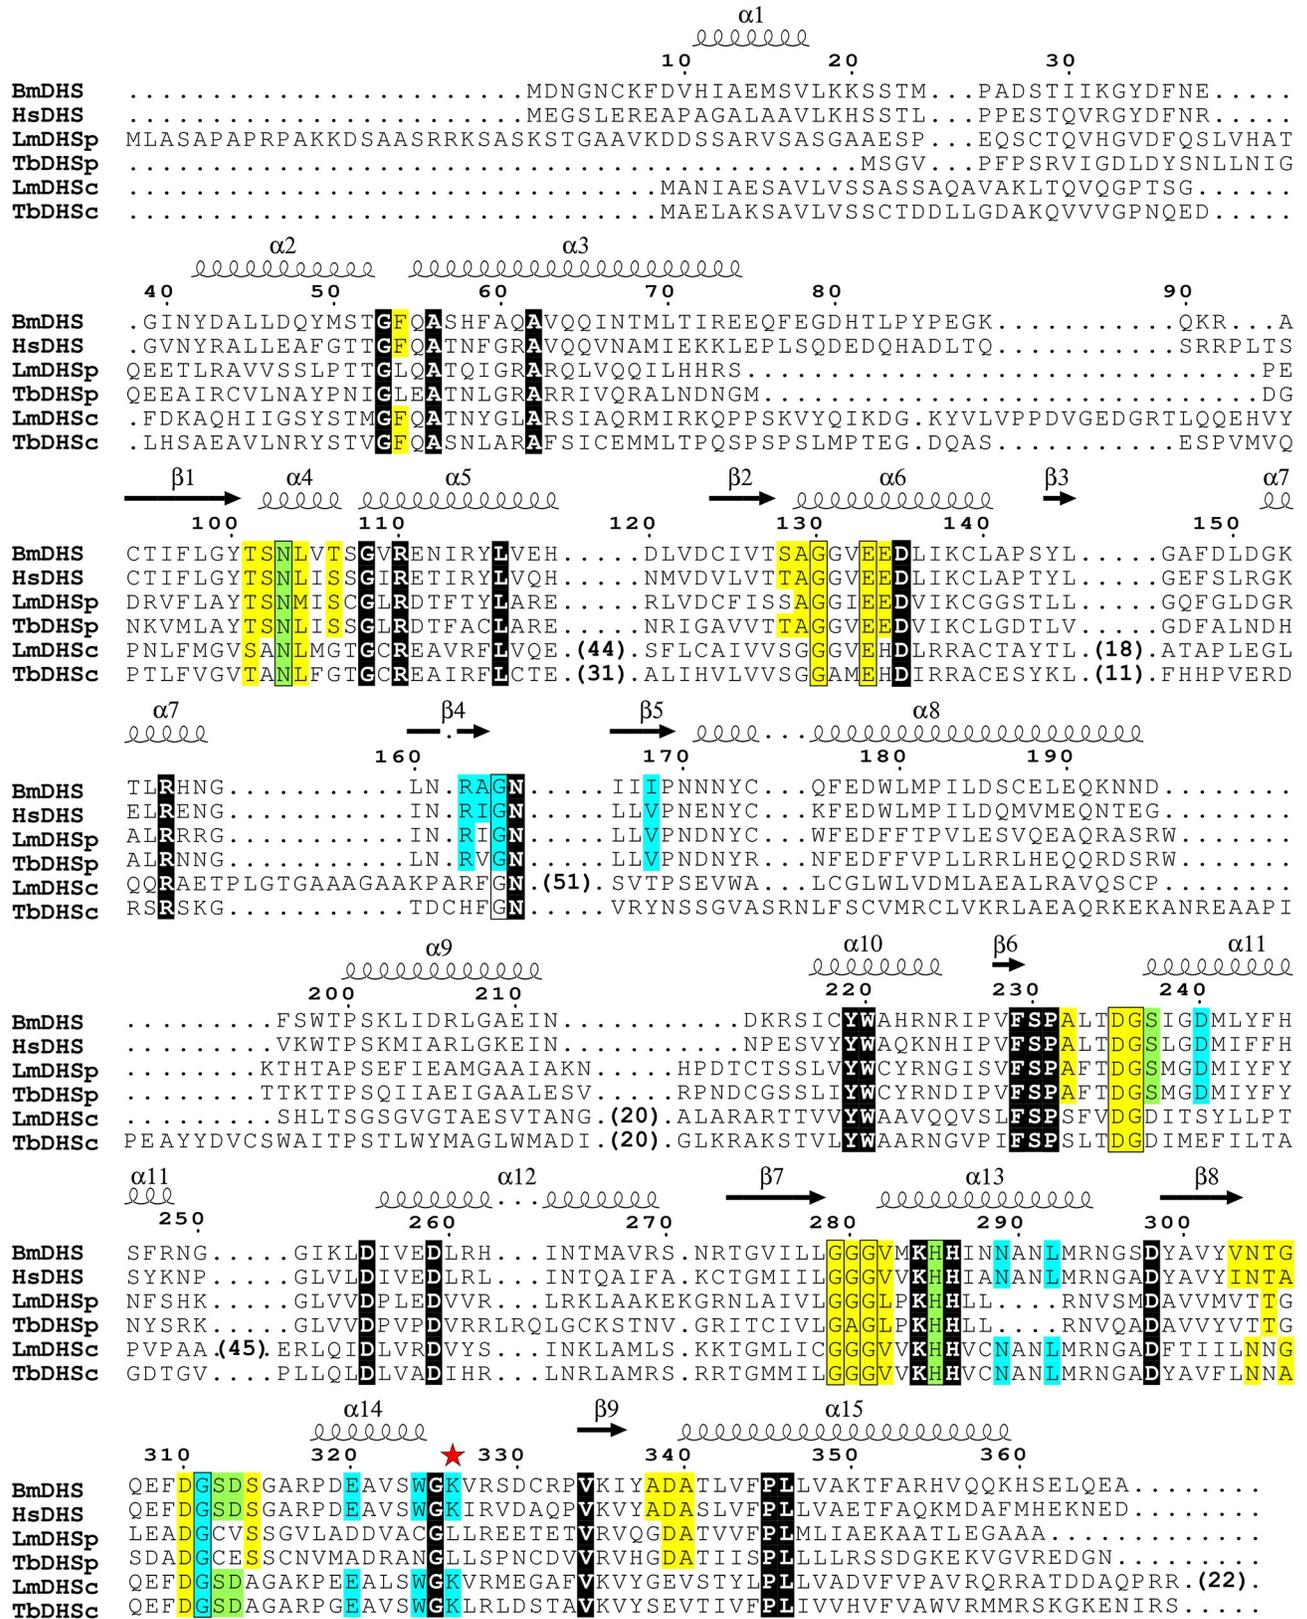 α1
10 20 30
BmDHS ........................MDNGNCKFDVHIAEMSVLKKSSTM...PADSTIIKGYDFNE.....
HsDHS ........................MEGSLEREAPAGALAAVLKHSSTL...PPESTQVRGYDFNR.....
LmDHSp MLASAPAPRPAKKDSAASRRKSASKSTGAAVKDDSSARVSASGAAESP...EQSCTQVHGVDFQSLVHAT
TbDHSp ............................................MSGV...PFPSRVIGDLDYSNLLNIG
LmDHSc ................................MANIAESAVLVSSASSAQAVAKLTQVQGPTSG......
TbDHSc ................................MAELAKSAVLVSSCTDDLLGDAKQVVVGPNQED.....
α2 α3
40 50 60 70 80 90
BmDHS .GINYDALLDQYMSTGFQASHFAQAVQQINTMLTIREEQFEGDHTLPYPEGK...........QKR...A
HsDHS .GVNYRALLEAFGTTGFQATNFGRAVQQVNAMIEKKLEPLSQDEDQHADLTQ...........SRRPLTS
LmDHSp QEETLRAVVSSLPTTGLQATQIGRARQLVQQILHHRS...............................PE
TbDHSp QEEAIRCVLNAYPNIGLEATNLGRARRIVQRALNDNGM..............................DG
LmDHSc .FDKAQHIIGSYSTMGFQATNYGLARSIAQRMIRKQPPSKVYQIKDG.KYVLVPPDVGEDGRTLQQEHVY
TbDHSc .LHSAEAVLNRYSTVGFQASNLARAFSICEMMLTPQSPSPSLMPTEG.DQAS...........ESPVMVQ
β1 α4 α5 β2 α6 β3 α7
100 110 120 130 140 150
BmDHS CTIFLGYTSNLVTSGVRENIRYLVEH.....DLVDCIVTSAGGVEEDLIKCLAPSYL.....GAFDLDGK
HsDHS CTIFLGYTSNLISSGIRETIRYLVQH.....NMVDVLVTTAGGVEEDLIKCLAPTYL.....GEFSLRGK
LmDHSp DRVFLAYTSNMISCGLRDTFTYLARE.....RLVDCFISSAGGIEEDVIKCGGSTLL.....GQFGLDGR
TbDHSp NKVMLAYTSNLISSGLRDTFACLARE.....NRIGAVVTTAGGVEEDVIKCLGDTLV.....GDFALNDH
LmDHSc PNLFMGVSANLMGTGCREAVRFLVQE.(44).SFLCAIVVSGGGVEHDLRRACTAYTL.(18).ATAPLEGL
TbDHSc PTLFVGVTANLFGTGCREAIRFLCTE.(31).ALIHVLVVSGGAMEHDIRRACESYKL.(11).FHHPVERD
α7 β4 β5 α8
160 170 180 190
BmDHS TLRHNG...........LN.RAGN.....IIIPNNNYC...QFEDWLMPILDSCELEQKNND........
HsDHS ELRENG...........IN.RIGN.....LLVPNENYC...KFEDWLMPILDQMVMEQNTEG........
LmDHSp ALRRRG...........IN.RIGN.....LLVPNDNYC...WFEDFFTPVLESVQEAQRASRW.......
TbDHSp ALRNNG...........LN.RVGN.....LLVPNDNYR...NFEDFFVPLLRRLHEQQRDSRW.......
LmDHSc QQRAETPLGTGAAAGAAKPARFGN.(51).SVTPSEVWA...LCGLWLVDMLAEALRAVQSCP........
TbDHSc RSRSKG...........TDCHFGN.....VRYNSSGVASRNLFSCVMRCLVKRLAEAQRKEKANREAAPI
α9 α10 β6 α11
200 210 220 230 240
BmDHS .........FSWTPSKLIDRLGAEIN...........DKRSICYWAHRNRIPVFSPALTDGSIGDMLYFH
HsDHS .........VKWTPSKMIARLGKEIN...........NPESVYYWAQKNHIPVFSPALTDGSLGDMIFFH
LmDHSp ........KTHTAPSEFIEAMGAAIAKN.....HPDTCTSSLVYWCYRNGISVFSPAFTDGSMGDMIYFY
TbDHSp ........TTKTTPSQIIAEIGAALESV.....RPNDCGSSLIYWCYRNDIPVFSPAFTDGSMGDMIYFY
LmDHSc .........SHLTSGSGVGTAESVTANG.(20).ALARARTTVVYWAAVQQVSLFSPSFVDGDITSYLLPT
TbDHSc PEAYYDVCSWAITPSTLWYMAGLWMADI.(20).GLKRAKSTVLYWAARNGVPIFSPSLTDGDIMEFILTA
α11 α12 β7 α13 β8
250 260 270 280 290 300
BmDHS SFRNG.....GIKLDIVEDLRH...INTMAVRS.NRTGVILLGGGVMKHHINNANLMRNGSDYAVYVNTG
HsDHS SYKNP.....GLVLDIVEDLRL...INTQAIFA.KCTGMIILGGGVVKHHIANANLMRNGADYAVYINTA
LmDHSp NFSHK.....GLVVDPLEDVVR...LRKLAAKEKGRNLAIVLGGGLPKHHLL....RNVSMDAVVMVTTG
TbDHSp NYSRK.....GLVVDPVPDVRRLRQLGCKSTNV.GRITCIVLGAGLPKHHLL....RNVQADAVVYVTTG
LmDHSc PVPAA.(45).ERLQIDLVRDVYS...INKLAMLS.KKTGMLICGGGVVKHHVCNANLMRNGADFTIILNNG
TbDHSc GDTGV....PLLQLDLVADIHR...LNRLAMRS.RRTGMMILGGGVVKHHVCNANLMRNGADYAVFLNNA
α14 β9 α15
310 320 330 340 350 360
BmDHS QEFDGSDSGARPDEAVSWGKVRSDCRPVKIYADATLVFPLLVAKTFARHVQQKHSELQEA........
HsDHS QEFDGSDSGARPDEAVSWGKIRVDAQPVKVYADASLVFPLLVAETFAQKMDAFMHEKNED........
LmDHSp LEADGCVSSGVLADDVACGLLREETETVRVQGDATVVFPLMLIAEKAATLEGAAA.............
TbDHSp SDADGCESSCNVMADRANGLLSPNCDVVRVHGDATIISPLLLLRSSDGKEKVGVREDGN.........
LmDHSc QEFDGSDAGAKPEEALSWGKVRMEGAFVKVYGEVSTYLPLLVADVFVPAVRQRRATDDAQPRR.(22).
TbDHSc QEFDGSDAGARPGEAVSWGKLRLDSTAVKVYSEVTIVFPLIVVHVFVAWVRMMRSKGKENIRS.....